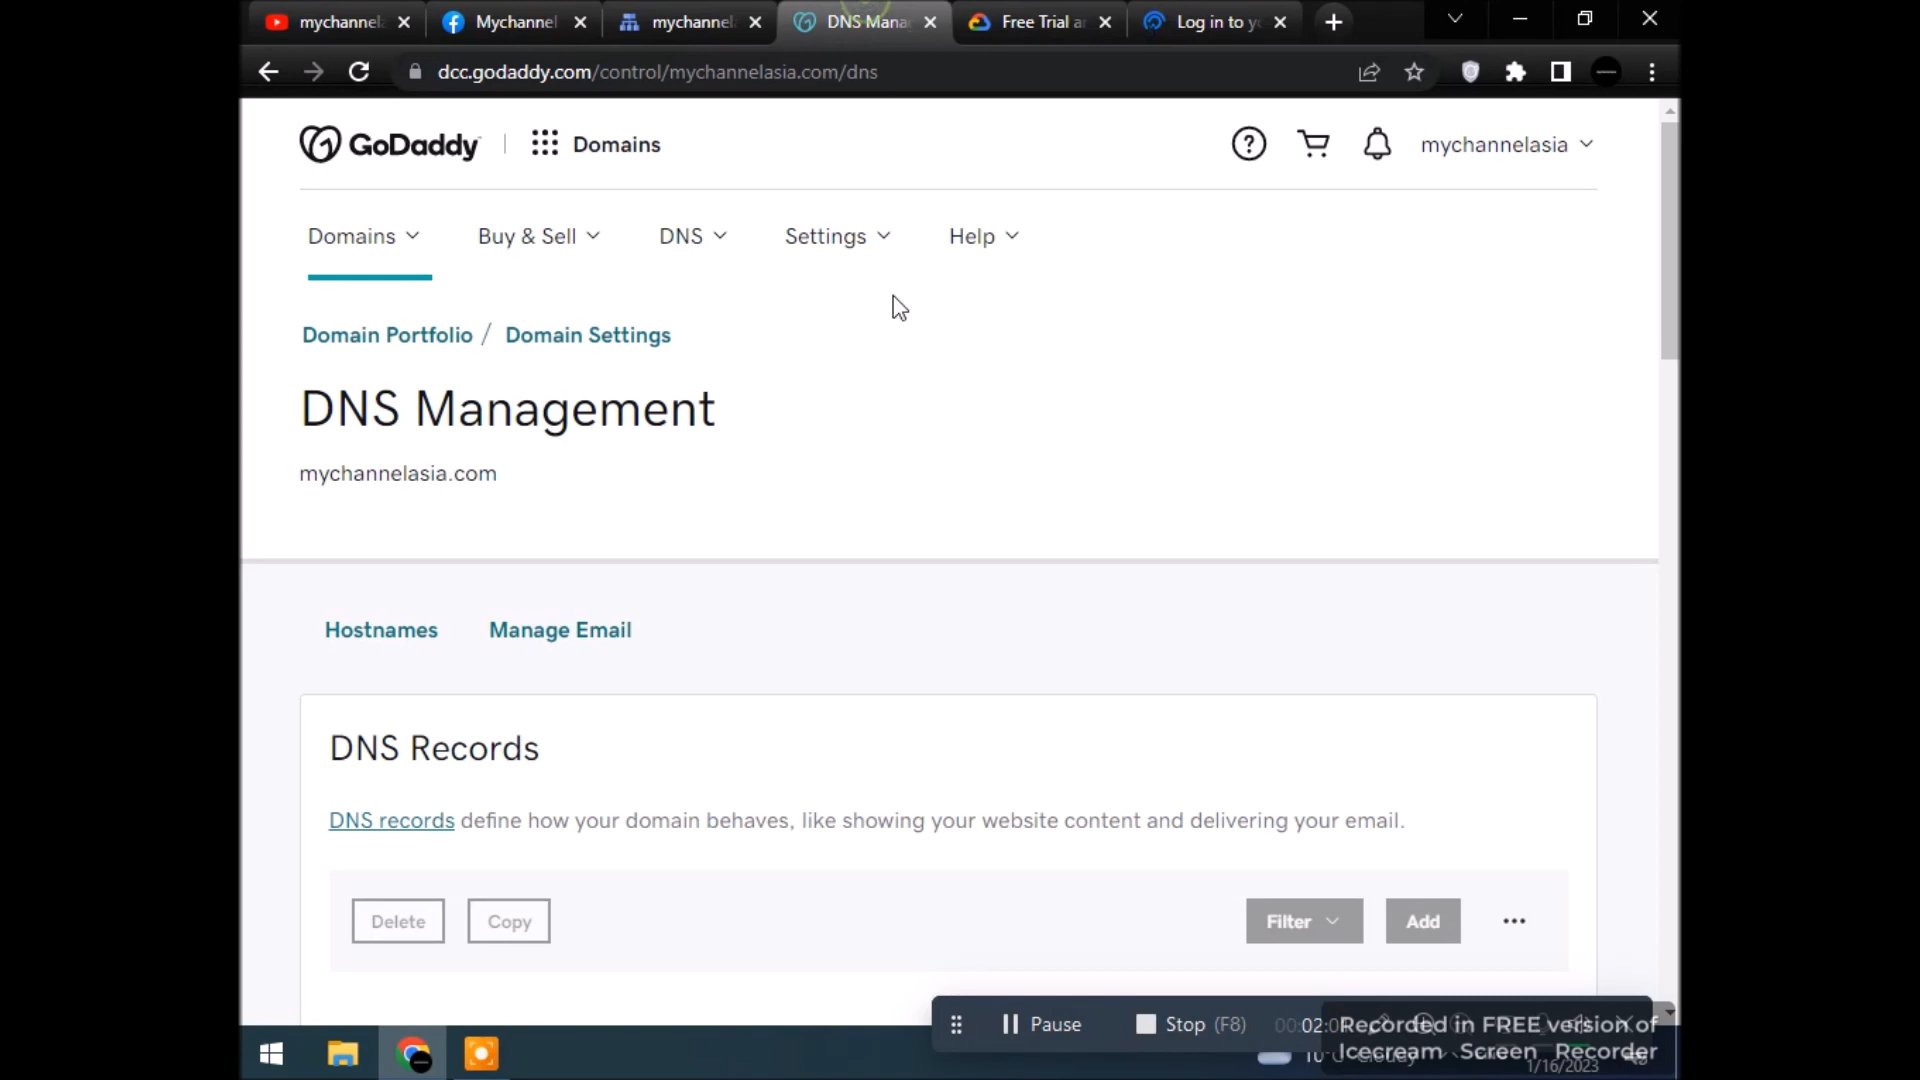 mychannel
Mychannel
mychannel
DNS Mana
Free Trial a
Log in to y
dcc.godaddy.com/control/mychannelasia.com/dns
GoDaddy
Domains
mychannelasia
Domains
Buy & Sell
DNS
Settings
Help
Domain Portfolio / Domain Settings
DNS Management
mychannelasia.com
Hostnames
Manage Email
DNS Records
DNS records define how your domain behaves, like showing your website content and delivering your email.
Delete
Copy
Filter
Add
Pause
Stop (F8)
Recorded in FREE version of
Icecream Screen Recorder
1/16/2023